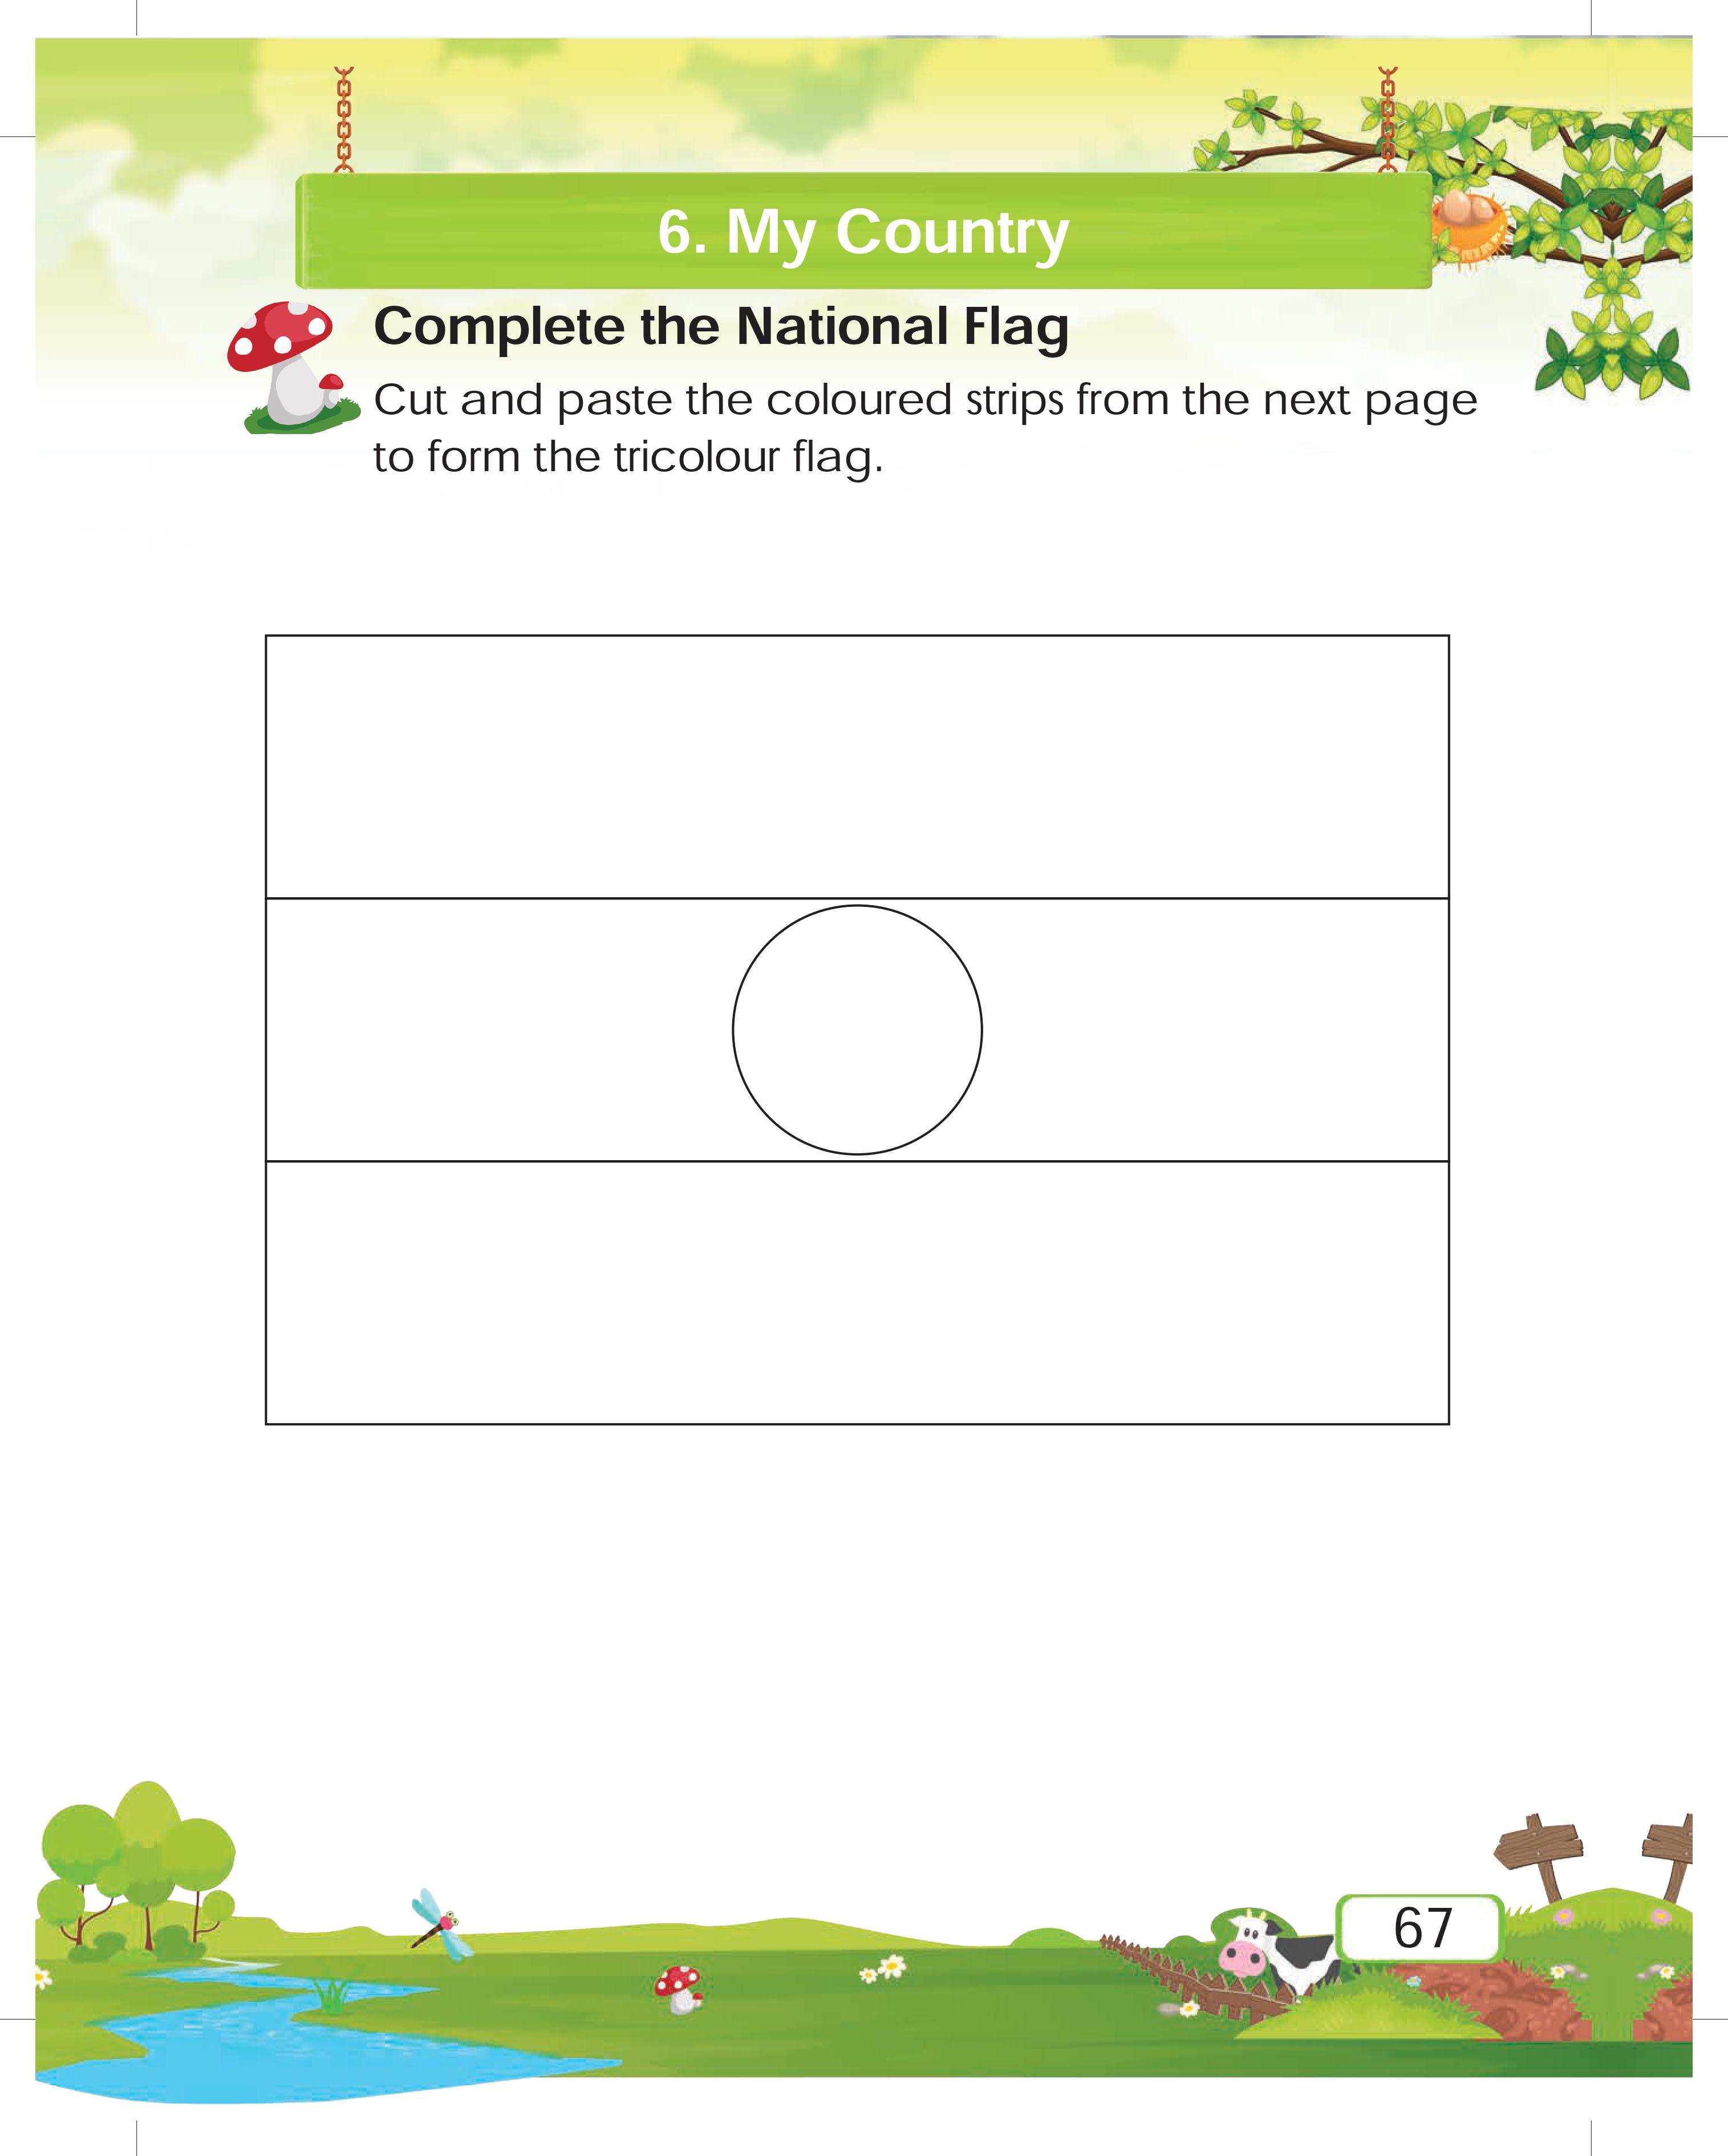 6. My Country
Complete the National Flag
Cut and paste the coloured strips from the next page
to form the tricolour flag.
67